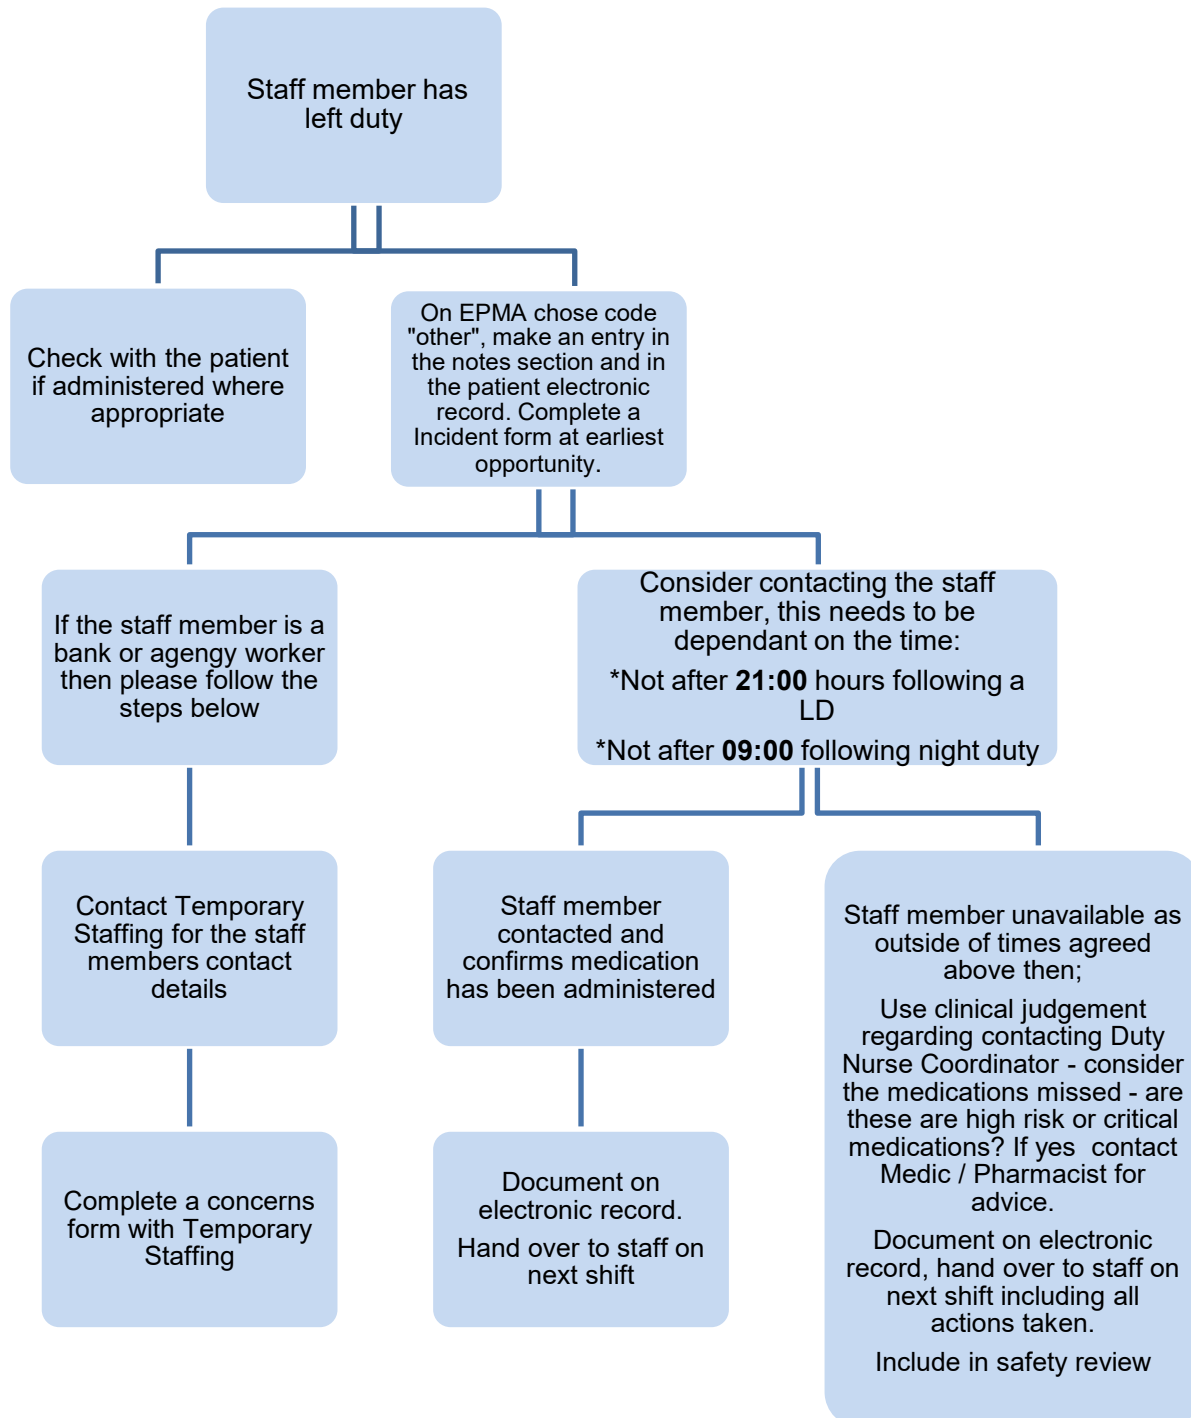 Staff member has
left duty
Check with the patient
if administered where
appropriate
On EPMA chose code
"other", make an entry in
the notes section and in
the patient electronic
record. Complete a
Incident form at earliest
opportunity.
If the staff member is a
bank or agengy worker
then please follow the
steps below
Consider contacting the staff
member, this needs to be
dependant on the time:
*Not after 21:00 hours following a
LD
*Not after 09:00 following night duty
Contact Temporary
Staffing for the staff
members contact
details
Staff member
contacted and
confirms medication
has been administered
Staff member unavailable as
outside of times agreed
above then;
Use clinical judgement
regarding contacting Duty
Nurse Coordinator - consider
the medications missed - are
these are high risk or critical
medications? If yes contact
Medic / Pharmacist for
advice.
Document on electronic
record, hand over to staff on
next shift including all
actions taken.
Include in safety review
Complete a concerns
form with Temporary
Staffing
Document on
electronic record.
Hand over to staff on
next shift